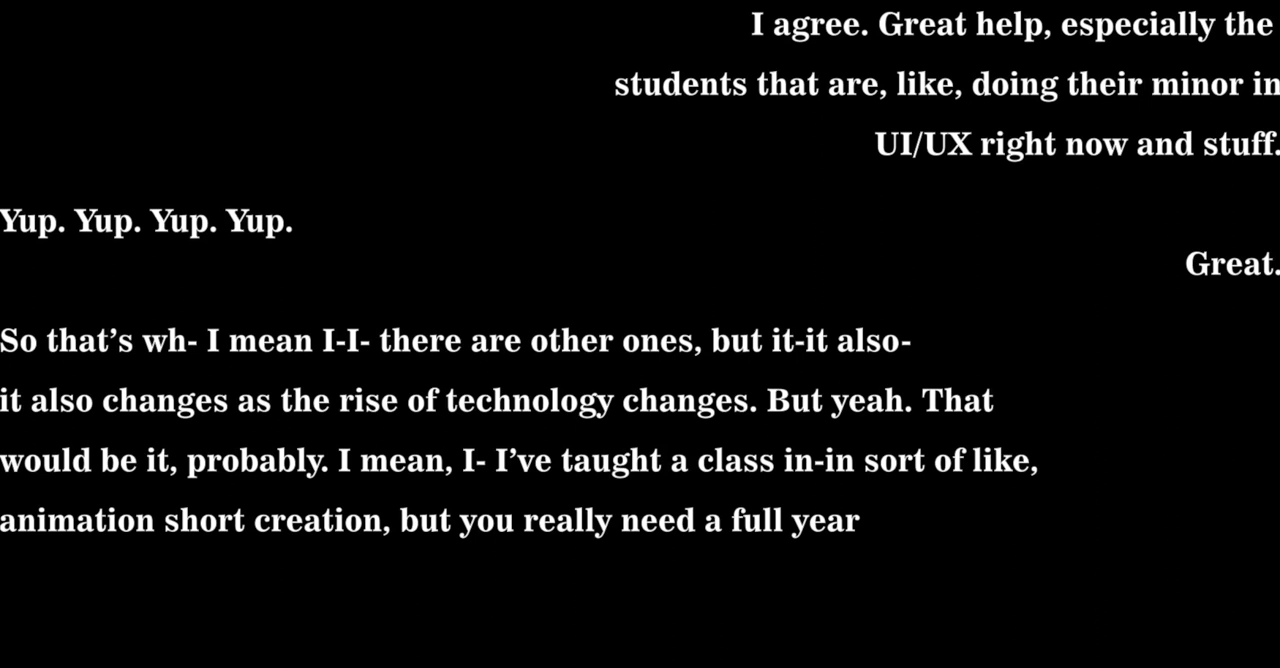 I agree. Great help, especially the
students that are, like, doing their minor in
UI/UX right now and stuff.
Yup. Yup. Yup. Yup.
Great.
So that’s wh- I mean I-I- there are other ones, but it-it also-
it also changes as the rise of technology changes. But yeah. That
would be it, probably. I mean, I- I’ve taught a class in-in sort of like,
animation short creation, but you really need a full year